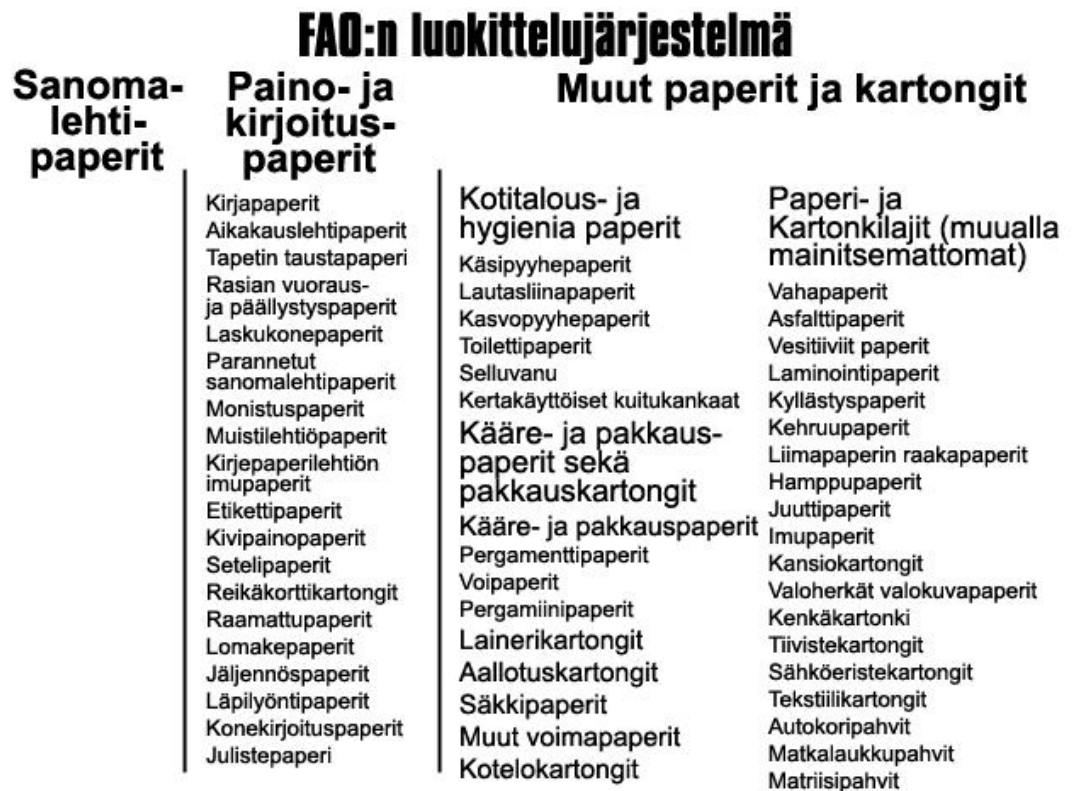 FAO:n luokittelujärjestelmä
Sanoma-
lehti-
paperit
Paino- ja
kirjoitus-
paperit
Kirjapaperit
Aikakauslehtipaperit
Tapetin taustapaperi
Rasian vuoraus-
ja päällystyspaperit
Laskukonepaperit
Parannetut
sanomalehtipaperit
Monistuspaperit
Muistilehtiöpaperit
Kirjepaperilehtiön
imupaperit
Etikettipaperit
Kivipainopaperit
Setelipaperit
Reikäkorttikartongit
Raamattupaperit
Lomakepaperit
Jäljennöspaperit
Läpilyöntipaperit
Konekirjoituspaperit
Julistepaperi
Muut paperit ja kartongit
Kotitalous- ja
hygienia paperit
Käsipyyhepaperit
Lautasliinapaperit
Kasvopyyhepaperit
Toilettipaperit
Selluvanu
Kertakäyttöiset kuitukankaat
Kääre- ja pakkaus-
paperit sekä
pakkauskartongit
Kääre- ja pakkauspaperit
Pergamenttipaperit
Voipaperit
Pergamiinipaperit
Lainerikartongit
Aallotuskartongit
Säkkipaperit
Muut voimapaperit
Kotelokartongit
Paperi- ja
Kartonkilajit (muualla
mainitsemattomat)
Vahapaperit
Asfalttipaperit
Vesitiiviit paperit
Laminointipaperit
Kyllästyspaperit
Kehruupaperit
Liimapaperin raakapaperit
Hamppupaperit
Juuttipaperit
Imupaperit
Kansiokartongit
Valoherkät valokuvapaperit
Kenkäkartonki
Tiivistekartongit
Sähköeristekartongit
Tekstiilikartongit
Autokoripahvit
Matkalaukkupahvit
Matriisipahvit